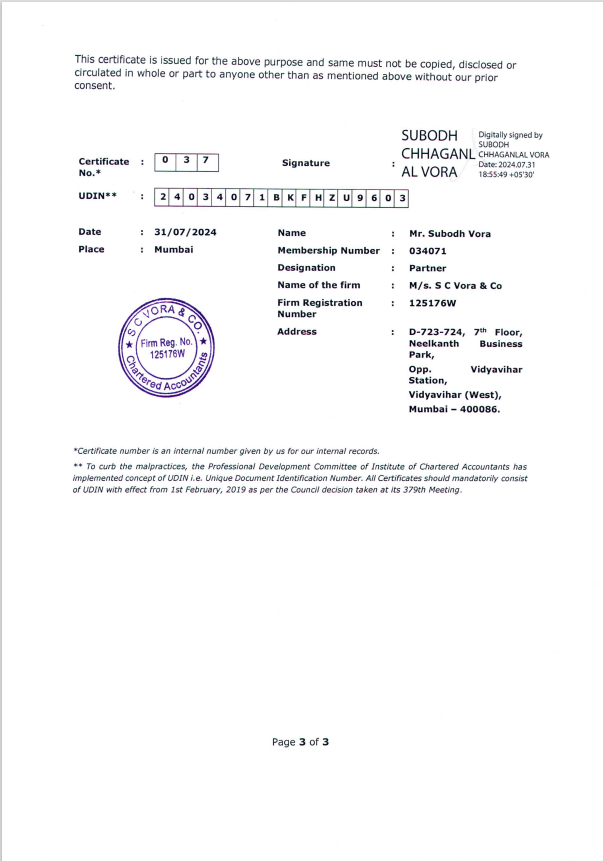 This certificate is issued for the above purpose and same must not be copied, disclosed or
circulated in whole or part to anyone other than as mentioned above without our prior
consent.
SUBODH
CHHAGANL
AL VORA
Digitally signed by
SUBODH
CHHAGANLAL VORA
Date: 2024.07.31
18:55:49 +05'30'
Certificate : 0 3 7 Signature :
No.*
UDIN** : 2 4 0 3 4 0 7 1 B K F H Z U 9 6 0 3
Date : 31/07/2024 Name : Mr. Subodh Vora
Place : Mumbai Membership Number : 034071
Designation : Partner
Name of the firm : M/s. S C Vora & Co
Firm Registration : 125176W
Number
Address : D-723-724, 7th Floor,
Neelkanth Business
Park,
Opp. Vidyavihar
Station,
Vidyavihar (West),
Mumbai – 400086.
S C VORA & CO.
Firm Reg. No.
125176W
Chartered Accountants
*Certificate number is an internal number given by us for our internal records.
** To curb the malpractices, the Professional Development Committee of Institute of Chartered Accountants has
implemented concept of UDIN i.e. Unique Document Identification Number. All Certificates should mandatorily consist
of UDIN with effect from 1st February, 2019 as per the Council decision taken at its 379th Meeting.
Page 3 of 3